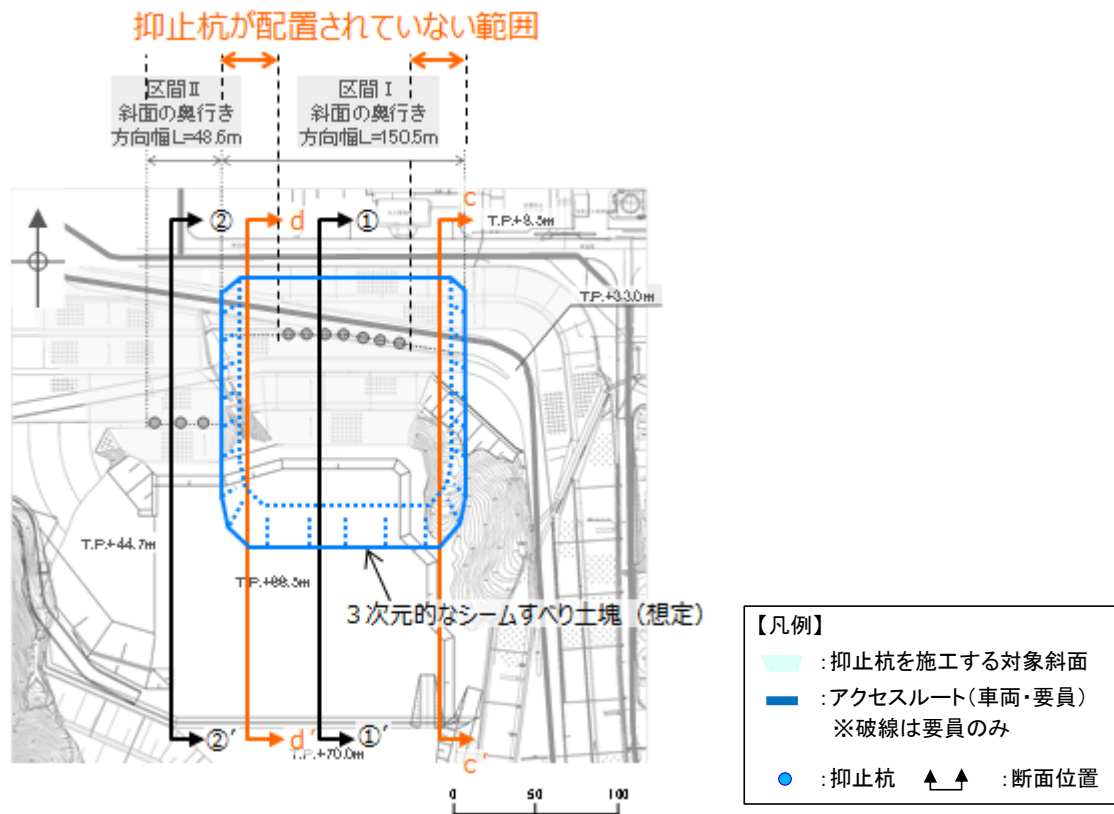 抑止杭が配置されていない範囲
区間Ⅱ
斜面の奥行き
方向幅L=48.6m
区間Ⅰ
斜面の奥行き
方向幅L=150.5m
②
d
①
c
T.P.+8.5m
T.P.+33.0m
T.P.+44.7m
T.P.+88.5m
3次元的なシームすべり土塊（想定）
②′
d′
①′
c′
T.P.+70.0m
0 50 100
【凡例】
：抑止杭を施工する対象斜面
：アクセスルート（車両・要員）
※破線は要員のみ
：抑止杭
：断面位置